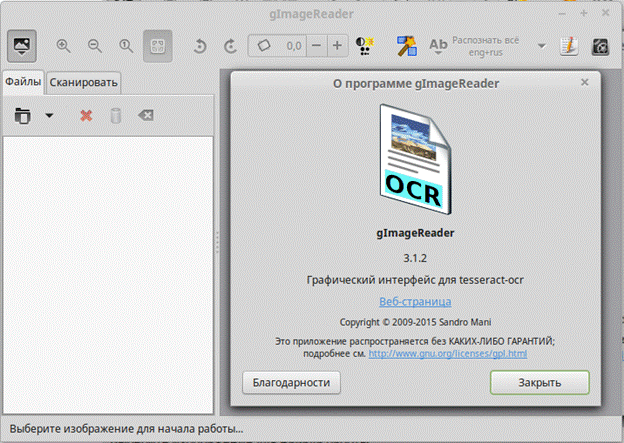 gImageReader
0,0
Ab
Распознать всё
eng+rus
Файлы
Сканировать
О программе gImageReader
OCR
gImageReader
3.1.2
Графический интерфейс для tesseract-ocr
Веб-страница
Copyright © 2009-2015 Sandro Mani
Это приложение распространяется без КАКИХ-ЛИБО ГАРАНТИЙ;
подробнее см. http://www.gnu.org/licenses/gpl.html
Благодарности
Закрыть
Выберите изображение для начала работы...